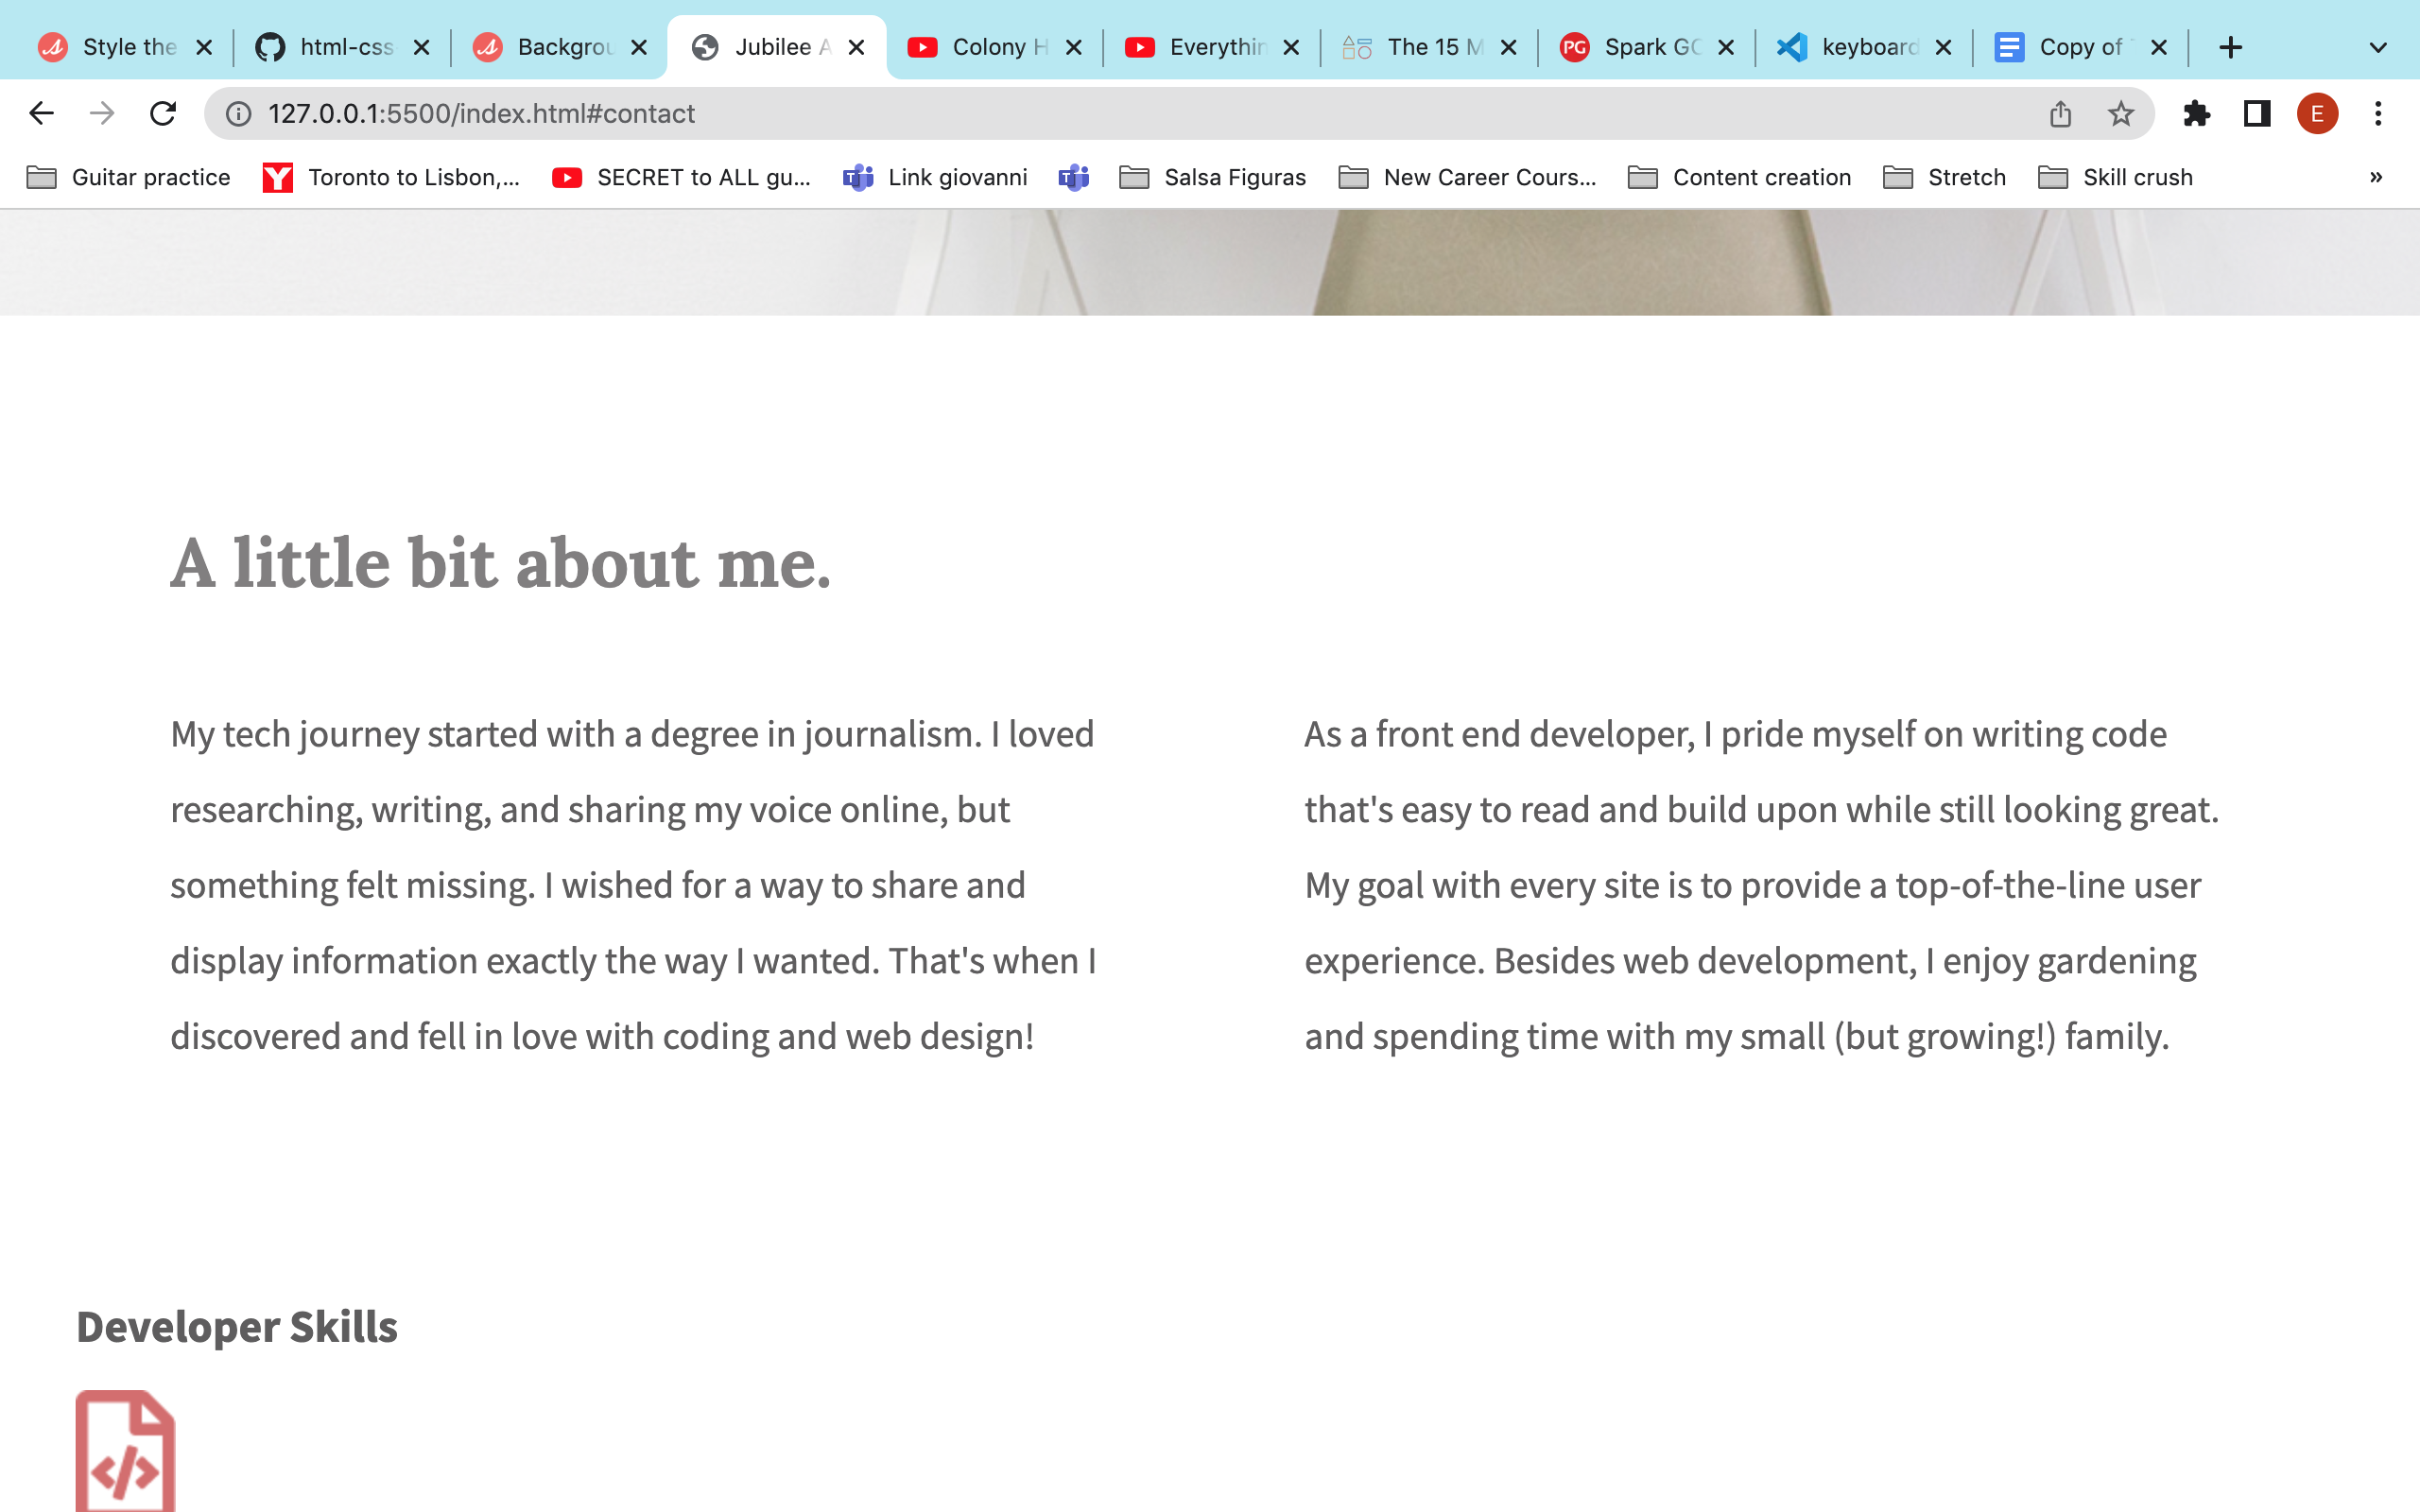 Style the
html-css
Backgrou
Jubilee A
Colony H
Everythin
The 15 M
PG
Spark GC
keyboard
Copy of
127.0.0.1:5500/index.html#contact
E
Guitar practice
Y
Toronto to Lisbon,...
SECRET to ALL gu...
Link giovanni
Salsa Figuras
New Career Cours...
Content creation
Stretch
Skill crush
»
A little bit about me.
My tech journey started with a degree in journalism. I loved
researching, writing, and sharing my voice online, but
something felt missing. I wished for a way to share and
display information exactly the way I wanted. That's when I
discovered and fell in love with coding and web design!
As a front end developer, I pride myself on writing code
that's easy to read and build upon while still looking great.
My goal with every site is to provide a top-of-the-line user
experience. Besides web development, I enjoy gardening
and spending time with my small (but growing!) family.
Developer Skills